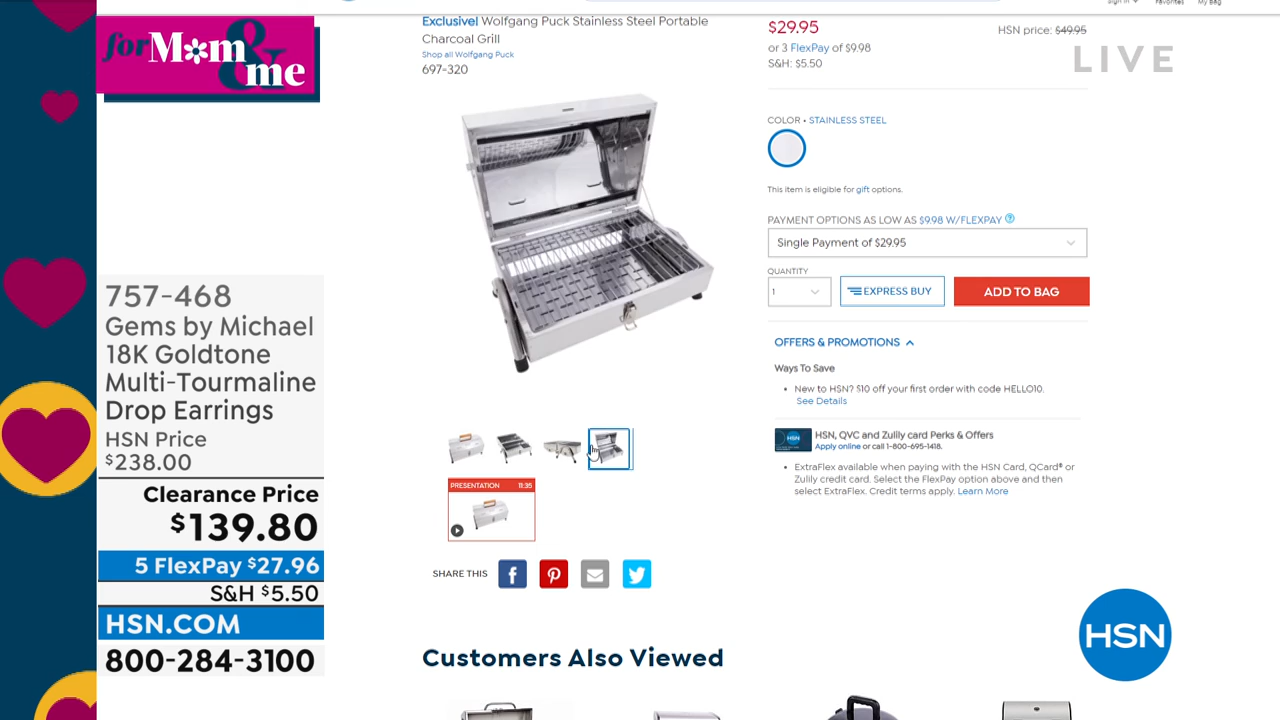 Sign in
Favorites
My Bag
for Mom
& me
Exclusive! Wolfgang Puck Stainless Steel Portable
Charcoal Grill
Shop all Wolfgang Puck
697-320
$29.95
HSN price: $49.95
or 3 FlexPay of $9.98
S&H: $5.50
LIVE
COLOR • STAINLESS STEEL
This item is eligible for gift options.
PAYMENT OPTIONS AS LOW AS $9.98 W/FLEXPAY ?
Single Payment of $29.95
QUANTITY
1
EXPRESS BUY
ADD TO BAG
OFFERS & PROMOTIONS
Ways To Save
• New to HSN? $10 off your first order with code HELLO10.
See Details
HSN
HSN, QVC and Zulily card Perks & Offers
Apply online or call 1-800-695-1418.
• ExtraFlex available when paying with the HSN Card, QCard® or
Zulily credit card. Select the FlexPay option above and then
select ExtraFlex. Credit terms apply. Learn More
PRESENTATION 11:35
SHARE THIS
Customers Also Viewed
757-468
Gems by Michael
18K Goldtone
Multi-Tourmaline
Drop Earrings
HSN Price
$238.00
Clearance Price
$139.80
5 FlexPay $27.96
S&H $5.50
HSN.COM
800-284-3100
HSN